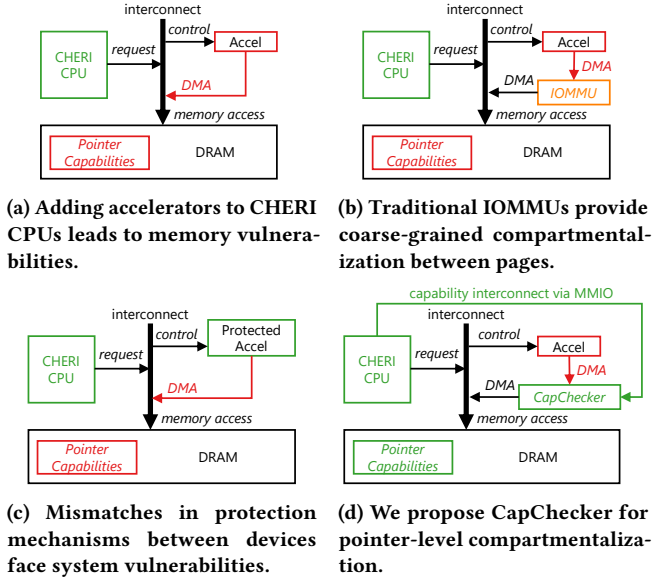 interconnect
CHERI
CPU
request
control
Accel
DMA
memory access
Pointer
Capabilities
DRAM
(a) Adding accelerators to CHERI
CPUs leads to memory vulnera-
bilities.
interconnect
CHERI
CPU
request
control
Accel
DMA
DMA
IOMMU
memory access
Pointer
Capabilities
DRAM
(b) Traditional IOMMUs provide
coarse-grained compartmental-
ization between pages.
interconnect
CHERI
CPU
request
control
Protected
Accel
DMA
memory access
Pointer
Capabilities
DRAM
(c) Mismatches in protection
mechanisms between devices
face system vulnerabilities.
capability interconnect via MMIO
interconnect
CHERI
CPU
request
control
Accel
DMA
DMA
CapChecker
memory access
Pointer
Capabilities
DRAM
(d) We propose CapChecker for
pointer-level compartmentaliza-
tion.